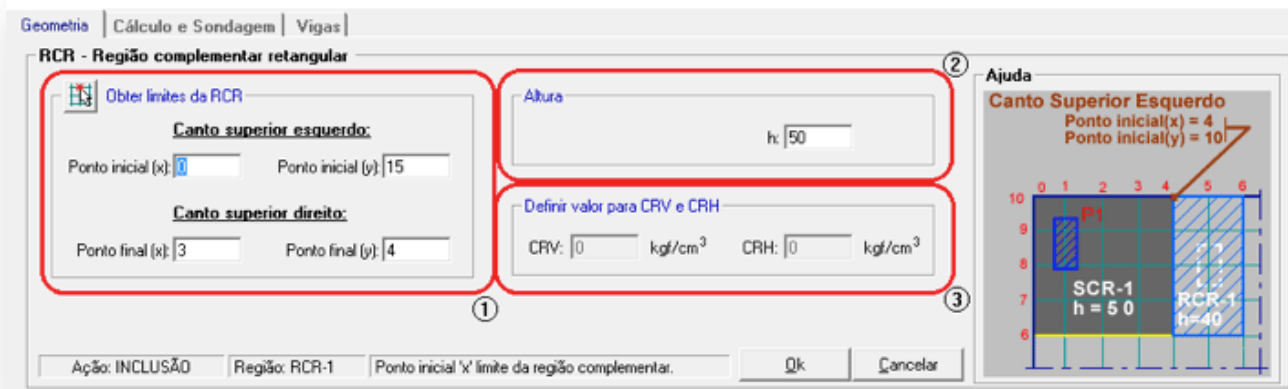 Geometria Cálculo e Sondagem Vigas
RCR - Região complementar retangular
Obter limites da RCR
Canto superior esquerdo:
Ponto inicial (x): 0 Ponto inicial (y): 15
Canto superior direito:
Ponto final (x): 3 Ponto final (y): 4
①
Altura
h: 50
②
Definir valor para CRV e CRH
CRV: 0 kgf/cm³ CRH: 0 kgf/cm³
③
Ação: INCLUSÃO Região: RCR-1 Ponto inicial 'x' limite da região complementar. Ok Cancelar
Ajuda
Canto Superior Esquerdo
Ponto inicial(x) = 4
Ponto inicial(y) = 10
0 1 2 3 4 5 6
10
9
8
7
6
P1
SCR-1
h = 50
RCR-1
h=40